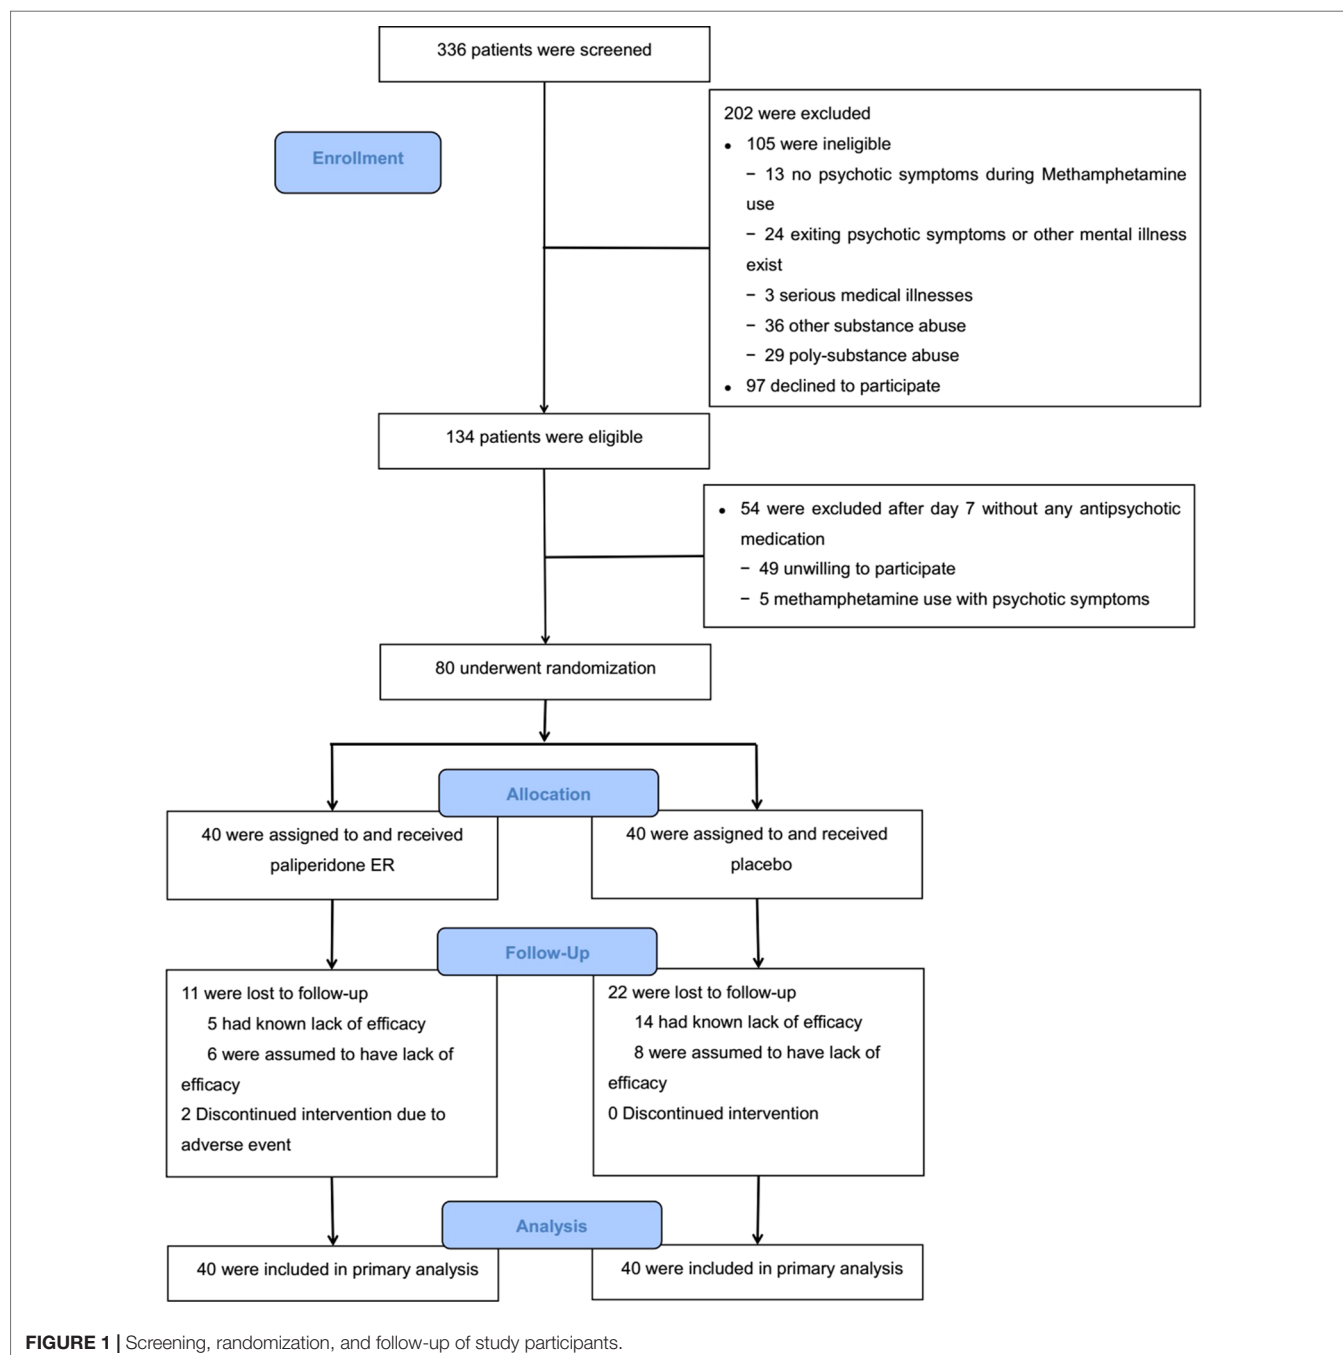 336 patients were screened
Enrollment
202 were excluded
• 105 were ineligible
− 13 no psychotic symptoms during Methamphetamine
use
− 24 exiting psychotic symptoms or other mental illness
exist
− 3 serious medical illnesses
− 36 other substance abuse
− 29 poly-substance abuse
• 97 declined to participate
134 patients were eligible
• 54 were excluded after day 7 without any antipsychotic
medication
− 49 unwilling to participate
− 5 methamphetamine use with psychotic symptoms
80 underwent randomization
Allocation
40 were assigned to and received
paliperidone ER
40 were assigned to and received
placebo
Follow-Up
11 were lost to follow-up
5 had known lack of efficacy
6 were assumed to have lack of
efficacy
2 Discontinued intervention due to
adverse event
22 were lost to follow-up
14 had known lack of efficacy
8 were assumed to have lack of
efficacy
0 Discontinued intervention
Analysis
40 were included in primary analysis
40 were included in primary analysis
FIGURE 1 | Screening, randomization, and follow-up of study participants.